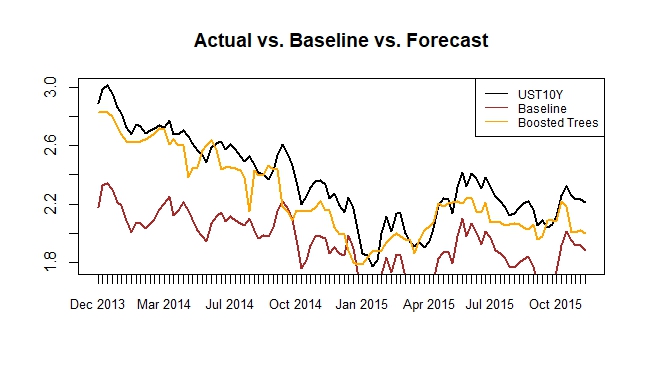 Actual vs. Baseline vs. Forecast
UST10Y
Baseline
Boosted Trees
3.0
2.6
2.2
1.8
Dec 2013 Mar 2014 Jul 2014 Oct 2014 Jan 2015 Apr 2015 Jul 2015 Oct 2015